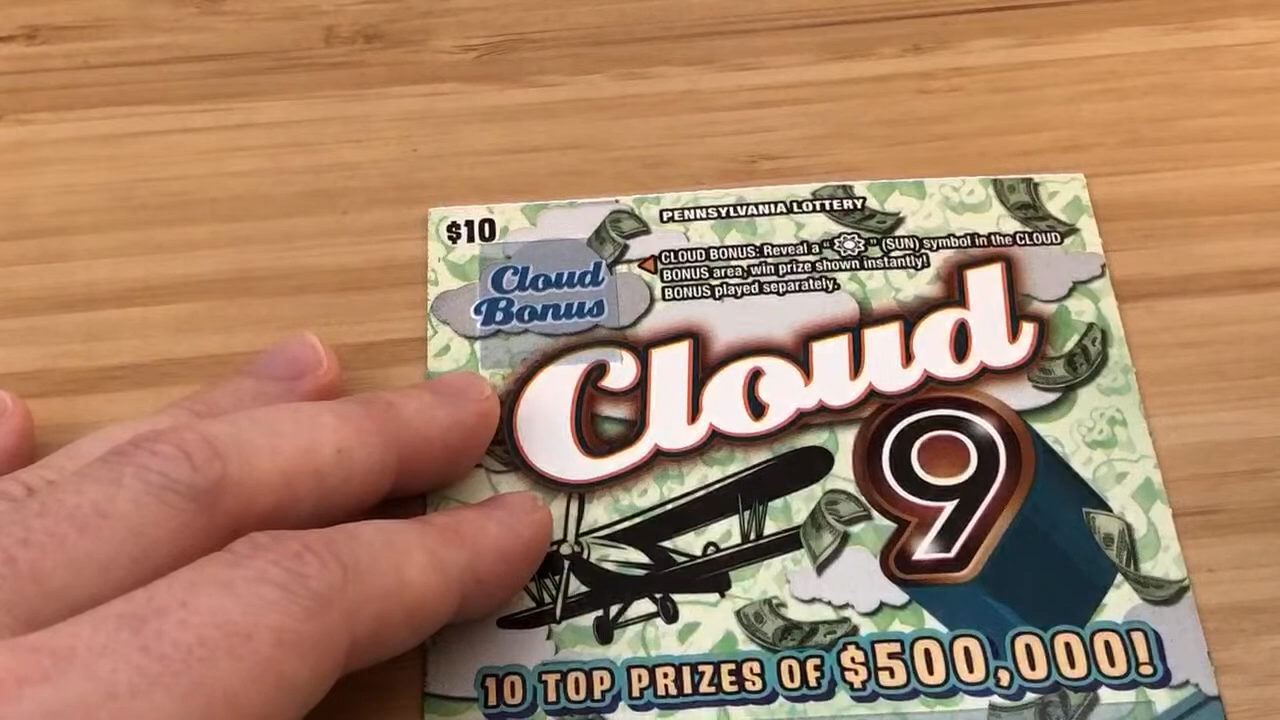 PENNSYLVANIA LOTTERY
$10
CLOUD BONUS: Reveal a " " (SUN) symbol in the CLOUD
BONUS area, win prize shown instantly!
BONUS played separately.
Cloud
Bonus
Cloud
9
10 TOP PRIZES OF $500,000!